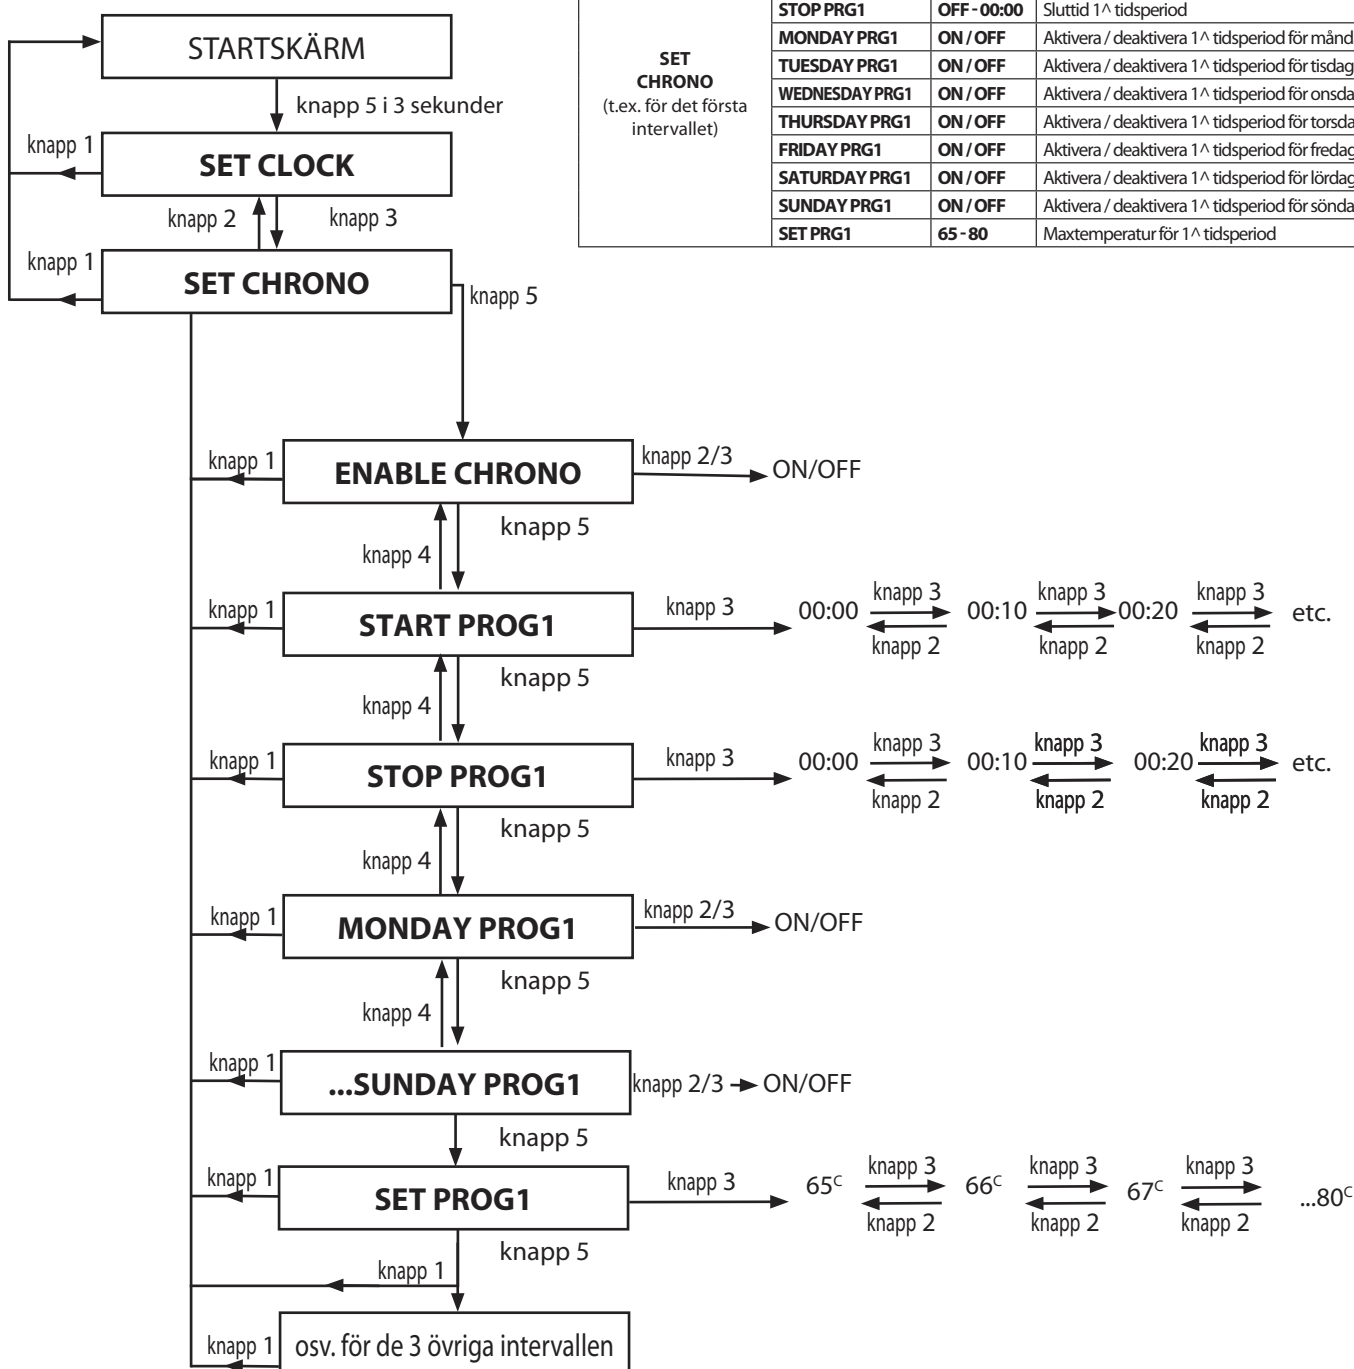 STOP PRG1 OFF - 00:00 Sluttid 1^ tidsperiod
MONDAY PRG1 ON / OFF Aktivera / deaktivera 1^ tidsperiod för månd
TUESDAY PRG1 ON / OFF Aktivera / deaktivera 1^ tidsperiod för tisdag
WEDNESDAY PRG1 ON / OFF Aktivera / deaktivera 1^ tidsperiod för onsda
THURSDAY PRG1 ON / OFF Aktivera / deaktivera 1^ tidsperiod för torsda
FRIDAY PRG1 ON / OFF Aktivera / deaktivera 1^ tidsperiod för fredag
SATURDAY PRG1 ON / OFF Aktivera / deaktivera 1^ tidsperiod för lördag
SUNDAY PRG1 ON / OFF Aktivera / deaktivera 1^ tidsperiod för sönda
SET PRG1 65 - 80 Maxtemperatur för 1^ tidsperiod
SET
CHRONO
(t.ex. för det första
intervallet)
STARTSKÄRM
knapp 5 i 3 sekunder
knapp 1
SET CLOCK
knapp 2 knapp 3
knapp 1
SET CHRONO
knapp 5
knapp 1 ENABLE CHRONO knapp 2/3 ON/OFF
knapp 5
knapp 4
knapp 1 START PROG1 knapp 3 00:00 knapp 3 00:10 knapp 3 00:20 knapp 3 etc.
knapp 2 knapp 2 knapp 2
knapp 5
knapp 4
knapp 1 STOP PROG1 knapp 3 00:00 knapp 3 00:10 knapp 3 00:20 knapp 3 etc.
knapp 2 knapp 2 knapp 2
knapp 5
knapp 4
knapp 1 MONDAY PROG1 knapp 2/3 ON/OFF
knapp 5
knapp 4
knapp 1 ...SUNDAY PROG1 knapp 2/3 ON/OFF
knapp 5
knapp 1 SET PROG1 knapp 3 65ᶜ knapp 3 66ᶜ knapp 3 67ᶜ knapp 3 ...80ᶜ
knapp 2 knapp 2 knapp 2
knapp 5
knapp 1
knapp 1 osv. för de 3 övriga intervallen